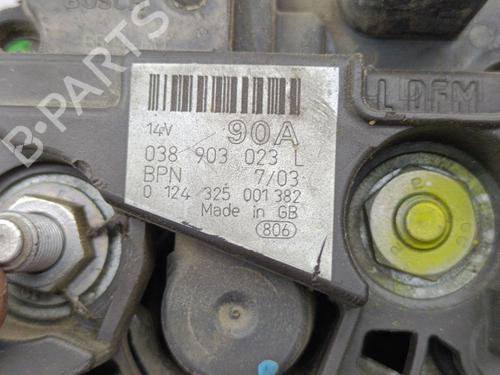 BOSCH
B-PARTS
L DFM
14V 90A
038 903 023 L
BPN 7/03
0 124 325 001 382
Made in GB
806